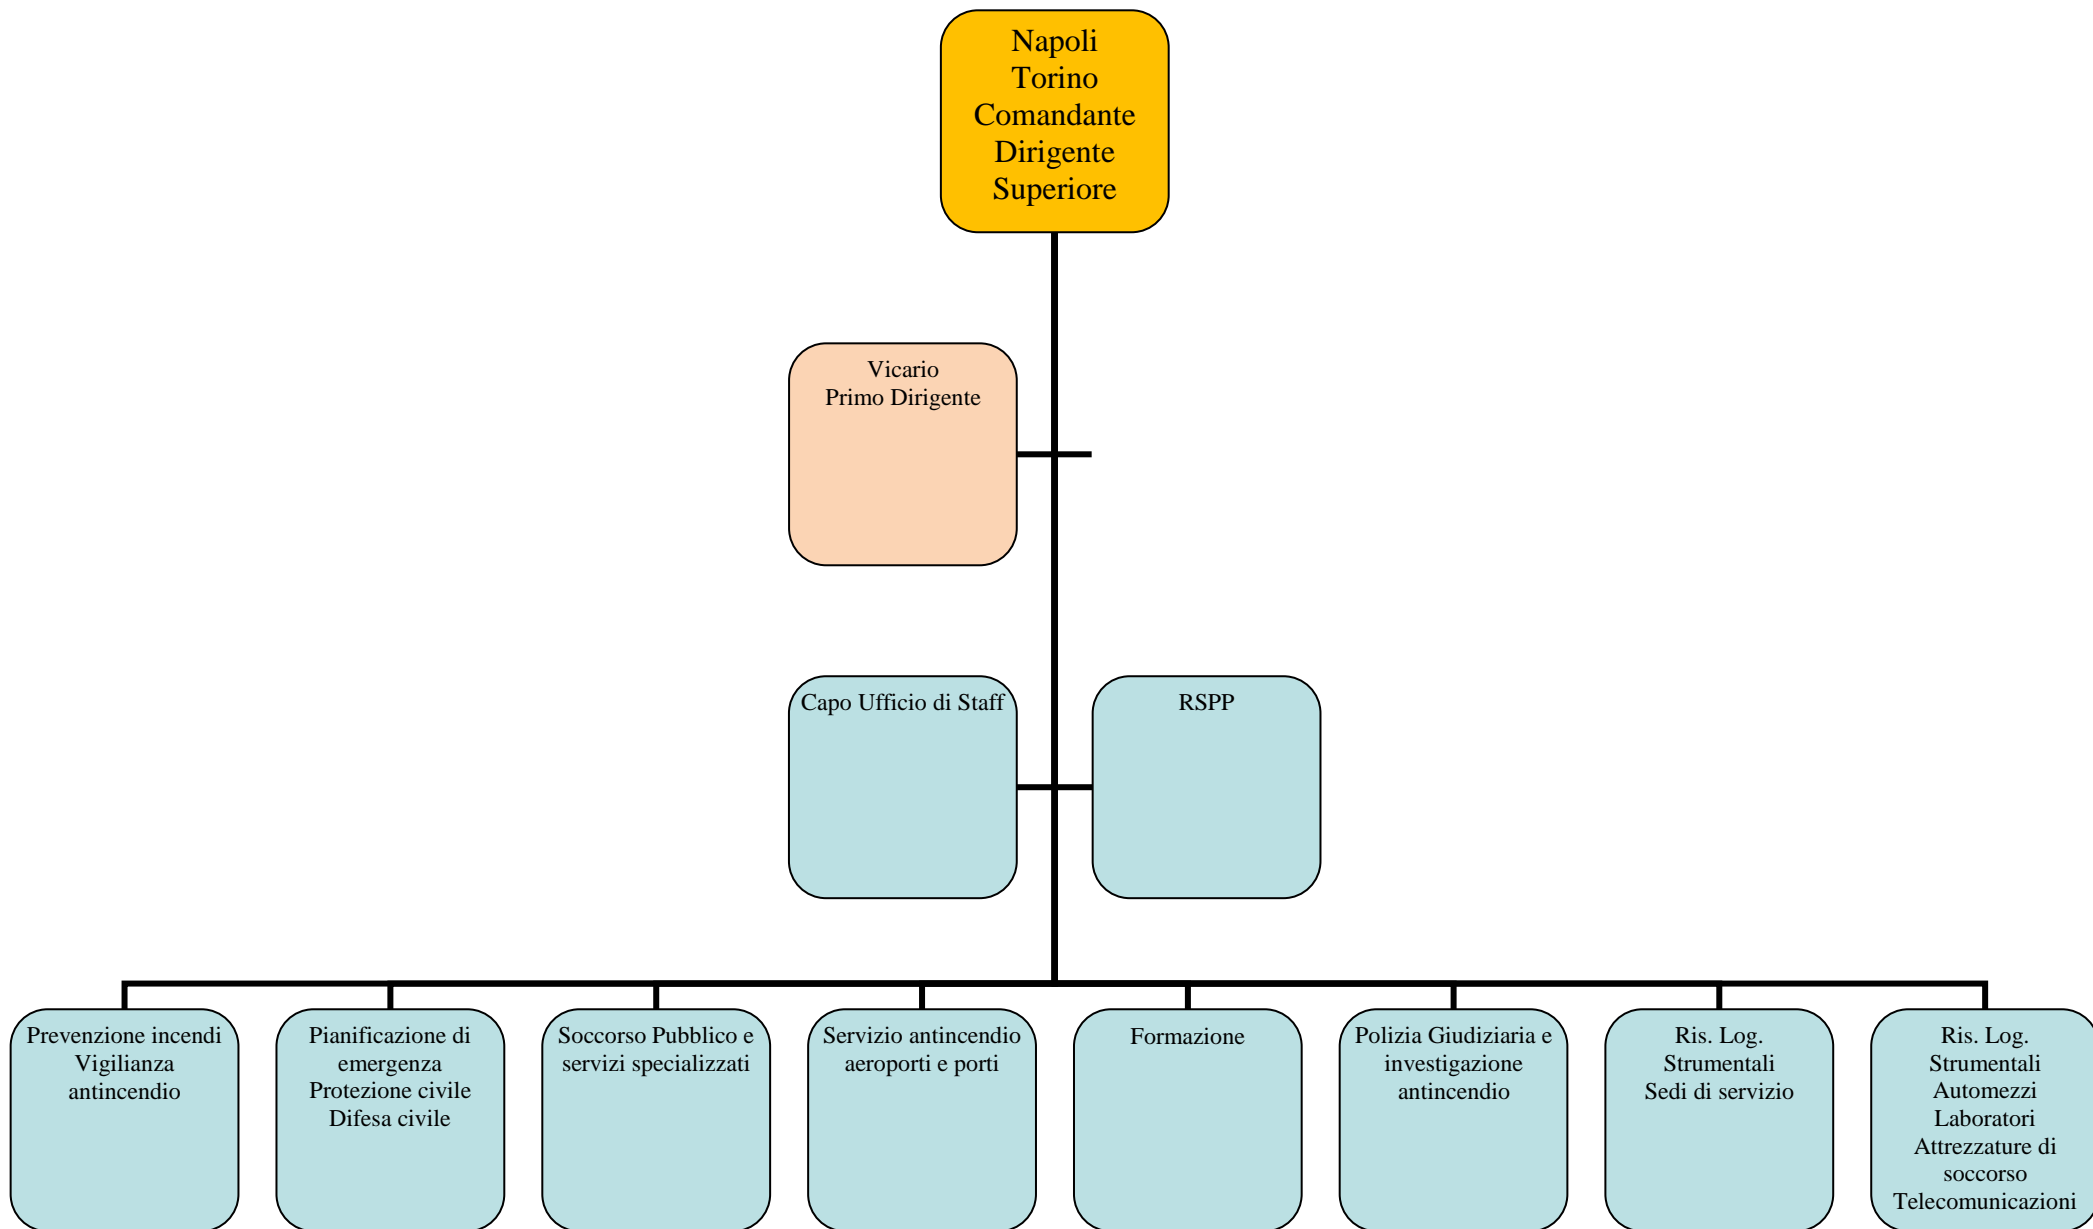 Napoli
Torino
Comandante
Dirigente
Superiore
Vicario
Primo Dirigente
Capo Ufficio di Staff
RSPP
Prevenzione incendi
Vigilianza
antincendio
Pianificazione di
emergenza
Protezione civile
Difesa civile
Soccorso Pubblico e
servizi specializzati
Servizio antincendio
aeroporti e porti
Formazione
Polizia Giudiziaria e
investigazione
antincendio
Ris. Log.
Strumentali
Sedi di servizio
Ris. Log.
Strumentali
Automezzi
Laboratori
Attrezzature di
soccorso
Telecomunicazioni